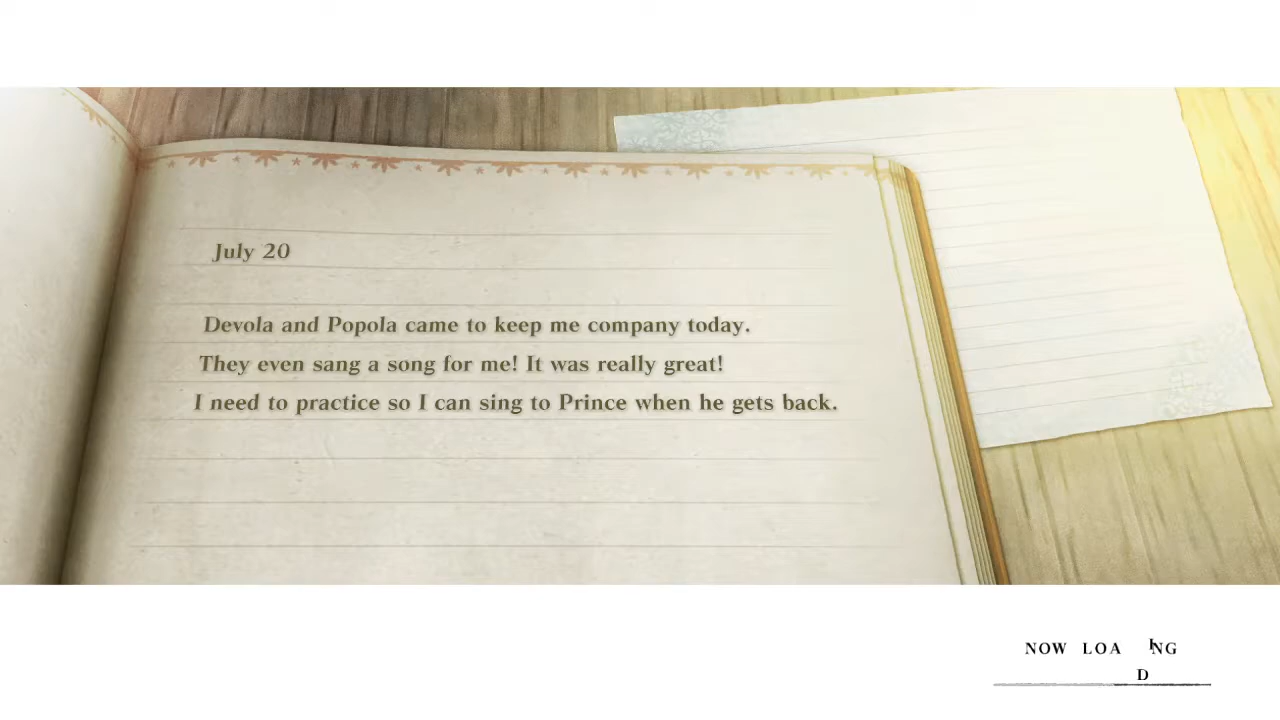 July 20
Devola and Popola came to keep me company today.
They even sang a song for me! It was really great!
I need to practice so I can sing to Prince when he gets back.
NOW LOADING